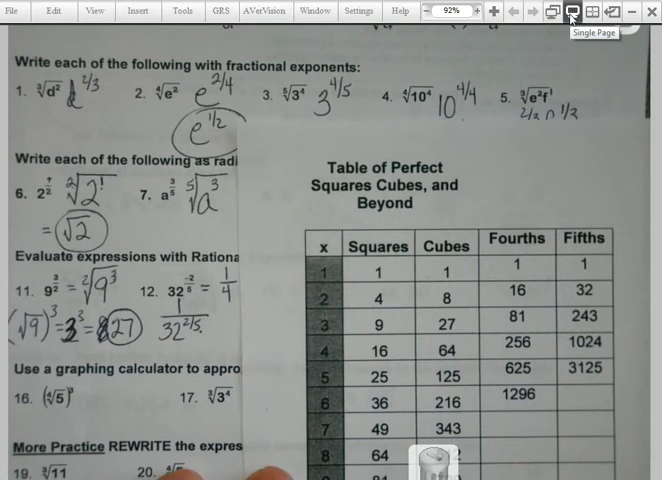 File Edit View Insert Tools GRS AVerVision Window Settings Help 92%
Single Page
Write each of the following with fractional exponents:
1. ∛d² d^2/3 2. ∜e² e^2/4 3. ⁵√3⁴ 3^4/5 4. ∜10⁴ 10^4/4 5. ∛e²f¹
e^1/2
Write each of the following as radi
6. 2^1/2 ²√2¹ 7. a^3/5 ⁵√a³
= √2
Evaluate expressions with Rationa
11. 9^3/2 = ²√9³ 12. 32^-2/5 = 1/4
(√9)³ = 3³ = 27 1/32^2/5
Use a graphing calculator to appro
16. 17. ∛3⁴
More Practice REWRITE the expres
19. ∛11 20.
Table of Perfect
Squares Cubes, and
Beyond
x Squares Cubes Fourths Fifths
1 1 1 1 1
2 4 8 16 32
3 9 27 81 243
4 16 64 256 1024
5 25 125 625 3125
6 36 216 1296
7 49 343
8 64